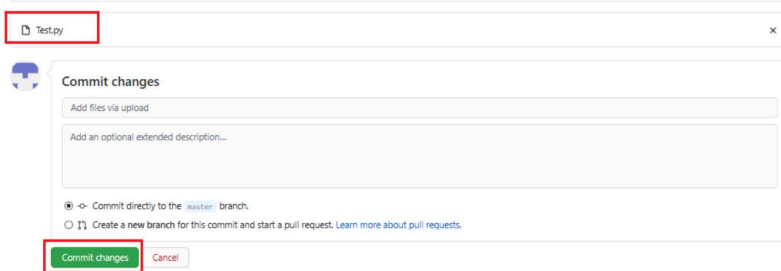 Test.py
Commit changes
Add files via upload
Add an optional extended description...
Commit directly to the master branch.
Create a new branch for this commit and start a pull request. Learn more about pull requests.
Commit changes
Cancel